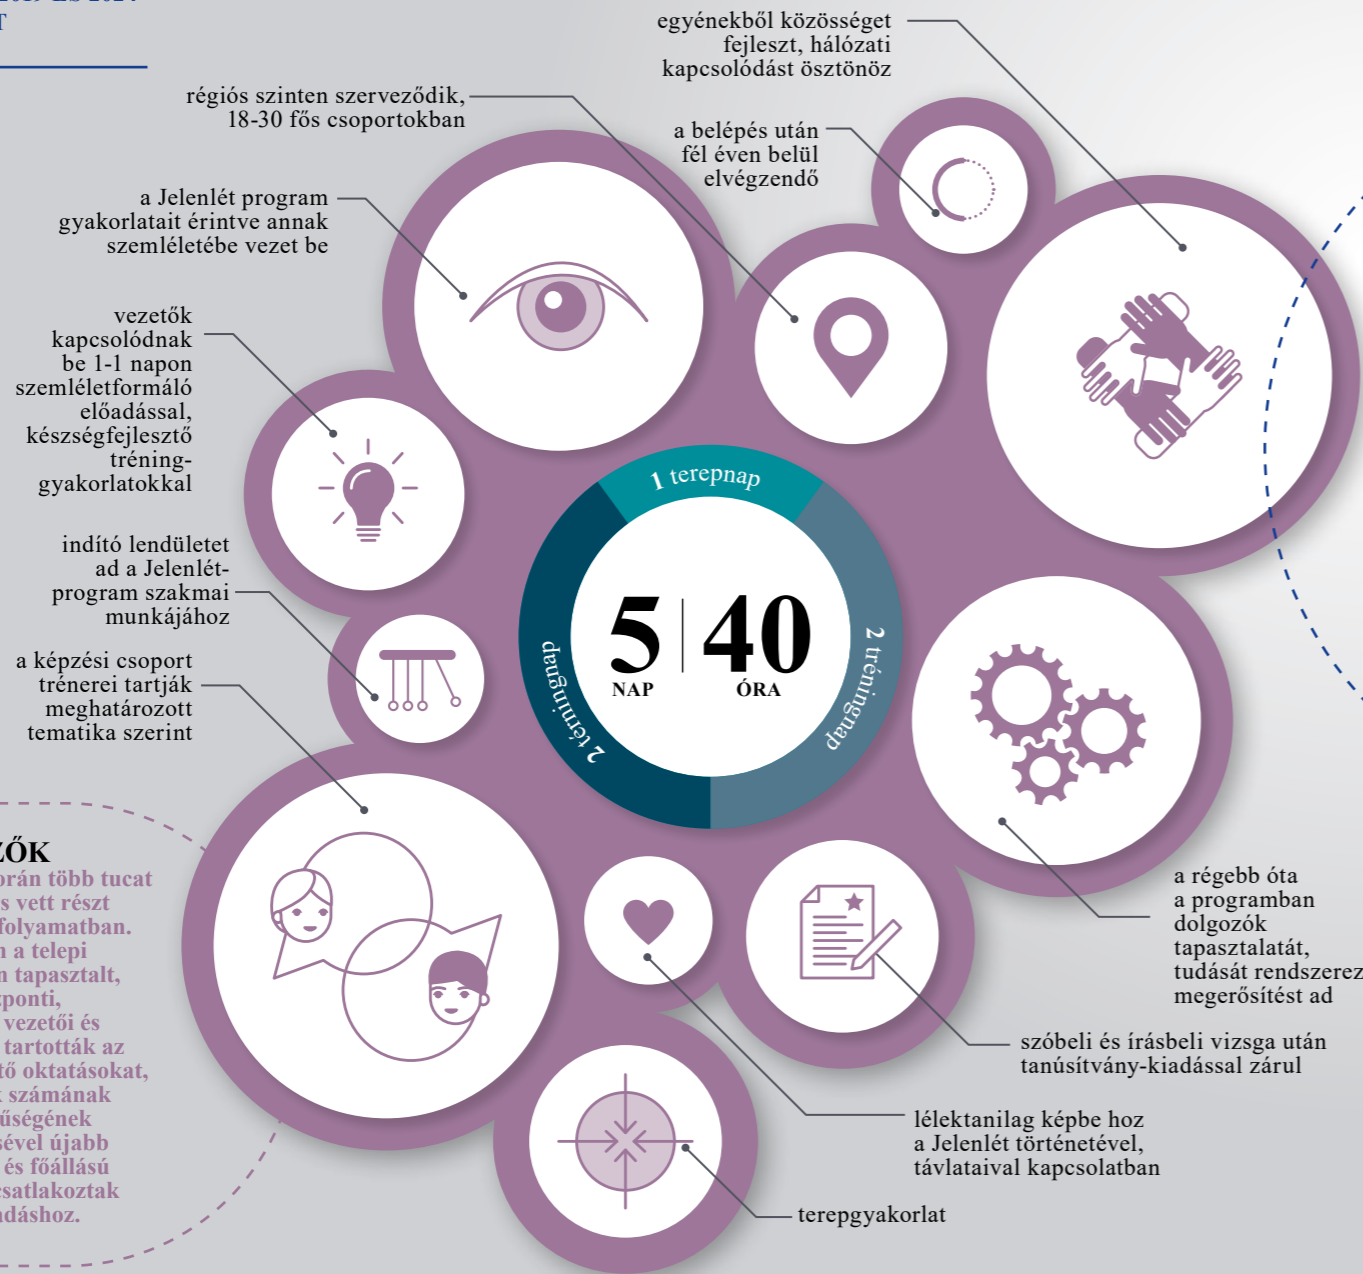 régiós szinten szerveződik,
18-30 fős csoportokban
egyénekből közösséget
fejleszt, hálózati
kapcsolódást ösztönöz
a belépés után
fél éven belül
elvégzendő
a Jelenlét program
gyakorlatait érintve annak
szemléletébe vezet be
vezetők
kapcsolódnak
be 1-1 napon
szemléletformáló
előadással,
készségfejlesztő
tréning-
gyakorlatokkal
indító lendületet
ad a Jelenlét-
program szakmai
munkájához
a képzési csoport
trénerei tartják
meghatározott
tematika szerint
1 terepnap
2 térningnap
2 tréningnap
5 | 40
NAP ÓRA
ZŐK
orán több tucat
s vett részt
folyamatban.
n a telepi
n tapasztalt,
zponti,
vezetői és
tartották az
tő oktatásokat,
k számának
űségének
sével újabb
és főállású
csatlakoztak
adáshoz.
a régebb óta
a programban
dolgozók
tapasztalatát,
tudását rendszerez
megerősítést ad
szóbeli és írásbeli vizsga után
tanúsítvány-kiadással zárul
lélektanilag képbe hoz
a Jelenlét történetével,
távlataival kapcsolatban
terepgyakorlat